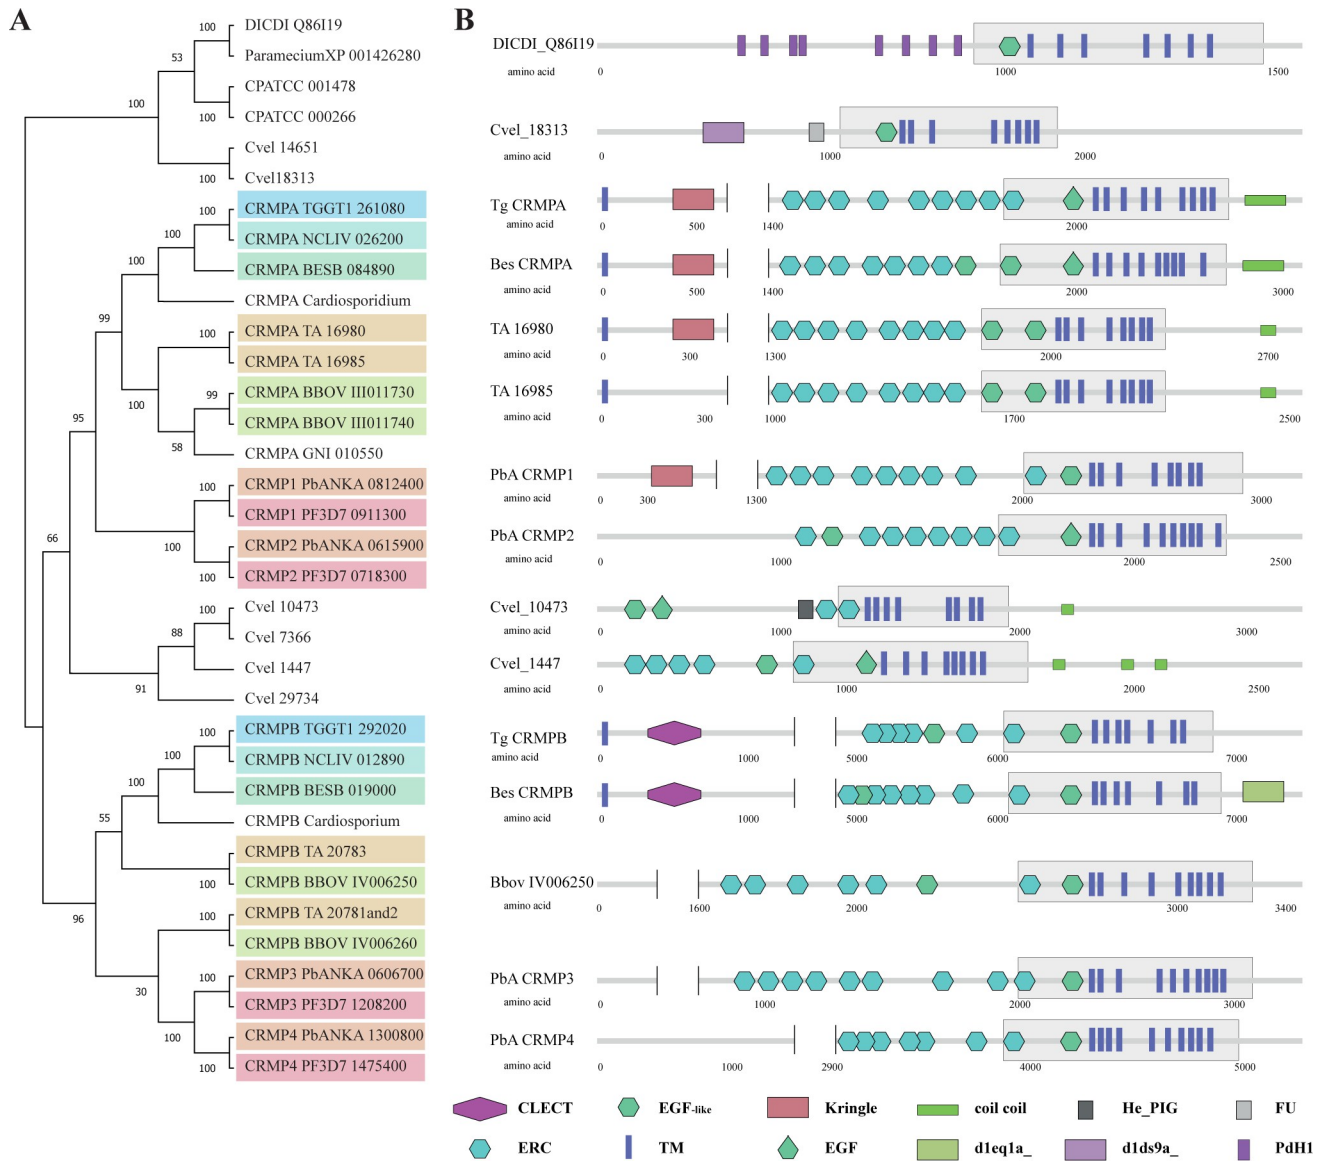 A
100
DICDI Q86I19
ParameciumXP 001426280
53
CPATCC 001478
100
CPATCC 000266
100
Cvel 14651
100
Cvel18313
100
CRMPA TGGT1 261080
CRMPA NCLIV 026200
100
CRMPA BESB 084890
100
CRMPA Cardiosporidium
99
100
CRMPA TA 16980
CRMPA TA 16985
99
CRMPA BBOV III011730
100
CRMPA BBOV III011740
58
CRMPA GNI 010550
95
100
CRMP1 PbANKA 0812400
CRMP1 PF3D7 0911300
100
CRMP2 PbANKA 0615900
100
CRMP2 PF3D7 0718300
66
100
Cvel 10473
88
Cvel 7366
Cvel 1447
91
Cvel 29734
100
CRMPB TGGT1 292020
100
CRMPB NCLIV 012890
100
CRMPB BESB 019000
CRMPB Cardiosporium
55
CRMPB TA 20783
100
CRMPB BBOV IV006250
96
100
CRMPB TA 20781and2
CRMPB BBOV IV006260
100
CRMP3 PbANKA 0606700
30
CRMP3 PF3D7 1208200
100
CRMP4 PbANKA 1300800
100
CRMP4 PF3D7 1475400
B
DICDI_Q86I19
amino acid 0 1000 1500
Cvel_18313
amino acid 0 1000 2000
Tg CRMPA
amino acid 0 500 1400 2000
Bes CRMPA
amino acid 0 500 1400 2000 3000
TA 16980
amino acid 0 300 1300 2000 2700
TA 16985
amino acid 0 300 1000 1700 2500
PbA CRMP1
amino acid 0 300 1300 2000 3000
PbA CRMP2
amino acid 0 1000 2000 2500
Cvel_10473
amino acid 0 1000 2000 3000
Cvel_1447
amino acid 0 1000 2000 2500
Tg CRMPB
amino acid 0 1000 5000 6000 7000
Bes CRMPB
amino acid 0 1000 5000 6000 7000
Bbov IV006250
amino acid 0 1600 2000 3000 3400
PbA CRMP3
amino acid 0 1000 2000 3000
PbA CRMP4
amino acid 0 1000 2900 4000 5000
CLECT EGF-like Kringle coil coil He_PIG FU
ERC TM EGF d1eq1a_ d1ds9a_ PdH1